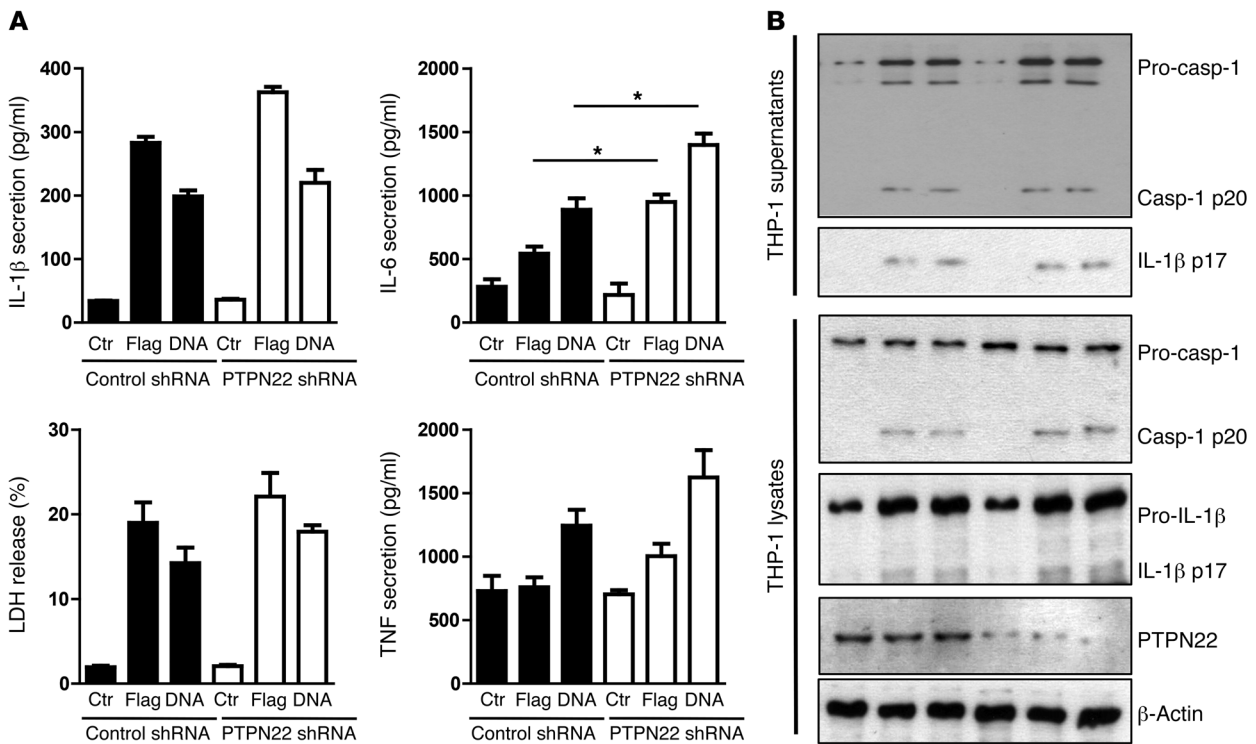 A
IL-1β secretion (pg/ml)
400
300
200
100
0
Ctr Flag DNA Ctr Flag DNA
Control shRNA PTPN22 shRNA
IL-6 secretion (pg/ml)
2000
1500
1000
500
0
*
*
Ctr Flag DNA Ctr Flag DNA
Control shRNA PTPN22 shRNA
LDH release (%)
30
20
10
0
Ctr Flag DNA Ctr Flag DNA
Control shRNA PTPN22 shRNA
TNF secretion (pg/ml)
2000
1500
1000
500
0
Ctr Flag DNA Ctr Flag DNA
Control shRNA PTPN22 shRNA
B
THP-1 supernatants
Pro-casp-1
Casp-1 p20
IL-1β p17
THP-1 lysates
Pro-casp-1
Casp-1 p20
Pro-IL-1β
IL-1β p17
PTPN22
β-Actin